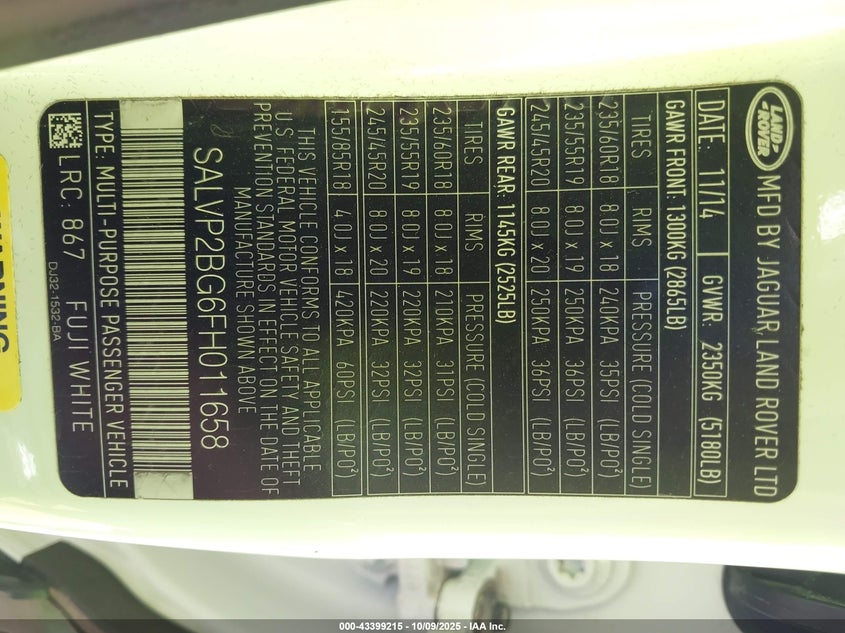 LAND-
ROVER
MFD BY JAGUAR LAND ROVER LTD
DATE: 11/14 GVWR: 2350KG (5180LB)
GAWR FRONT: 1300KG (2865LB)
TIRES RIMS PRESSURE (COLD SINGLE)
235/60R18 8.0J x 18 240KPA 35PSI (LB/PO²)
235/55R19 8.0J x 19 250KPA 36PSI (LB/PO²)
245/45R20 8.0J x 20 250KPA 36PSI (LB/PO²)
GAWR REAR: 1145KG (2525LB)
TIRES RIMS PRESSURE (COLD SINGLE)
235/60R18 8.0J x 18 210KPA 31PSI (LB/PO²)
235/55R19 8.0J x 19 220KPA 32PSI (LB/PO²)
245/45R20 8.0J x 20 220KPA 32PSI (LB/PO²)
155/85R18 4.0J x 18 420KPA 60PSI (LB/PO²)
THIS VEHICLE CONFORMS TO ALL APPLICABLE
U.S FEDERAL MOTOR VEHICLE SAFETY AND THEFT
PREVENTION STANDARDS IN EFFECT ON THE DATE OF
MANUFACTURE SHOWN ABOVE
SALVP2BG6FH011658
TYPE: MULTI-PURPOSE PASSENGER VEHICLE
LRC: 867 FUJI WHITE
DJ32-1532-BA
WARNING
000-43399215 - 10/09/2025 - IAA Inc.